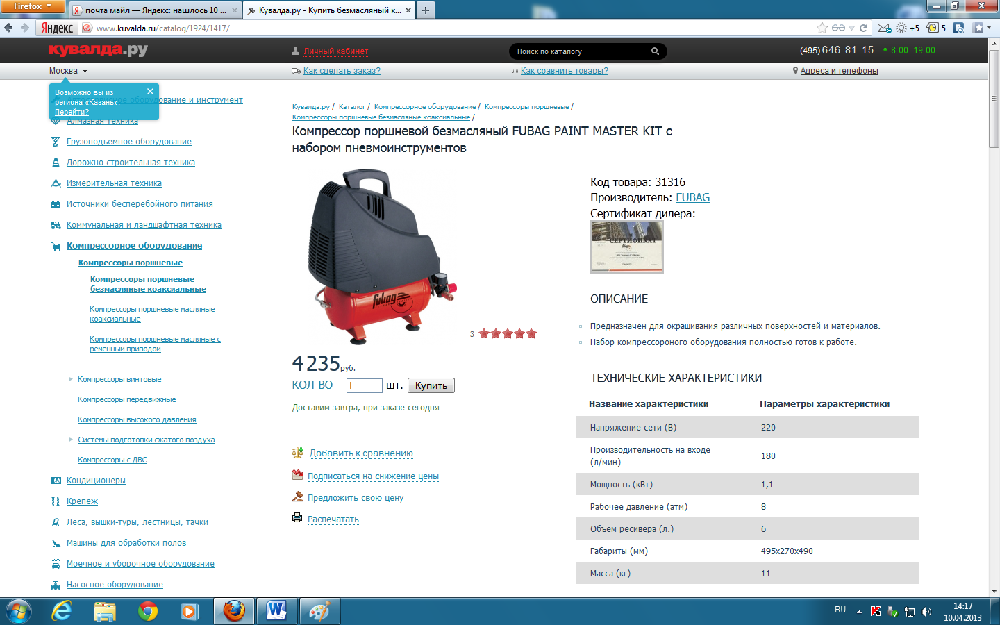 Firefox
почта майл — Яндекс: нашлось 10 ...
Кувалда.ру - Купить безмасляный к...
Яндекс
www.kuvalda.ru/catalog/1924/1417/
+5
5
кувалда.ру
Личный кабинет
Поиск по каталогу
(495) 646-81-15
8:00–19:00
Москва
Как сделать заказ?
Как сравнить товары?
Адреса и телефоны
Возможно вы из
региона «Казань».
Перейти?
оборудование и инструмент
Алмазная техника
Грузоподъемное оборудование
Дорожно-строительная техника
Измерительная техника
Источники бесперебойного питания
Коммунальная и ландшафтная техника
Компрессорное оборудование
Компрессоры поршневые
Компрессоры поршневые
безмасляные коаксиальные
Компрессоры поршневые масляные
коаксиальные
Компрессоры поршневые масляные с
ременным приводом
Компрессоры винтовые
Компрессоры передвижные
Компрессоры высокого давления
Системы подготовки сжатого воздуха
Компрессоры с ДВС
Кондиционеры
Крепеж
Леса, вышки-туры, лестницы, тачки
Машины для обработки полов
Моечное и уборочное оборудование
Насосное оборудование
Кувалда.ру / Каталог / Компрессорное оборудование / Компрессоры поршневые /
Компрессоры поршневые безмасляные коаксиальные /
Компрессор поршневой безмасляный FUBAG PAINT MASTER KIT с
набором пневмоинструментов
fubag
3
4 235руб.
КОЛ-ВО 1 шт. Купить
Доставим завтра, при заказе сегодня
Добавить к сравнению
Подписаться на снижение цены
Предложить свою цену
Распечатать
Код товара: 31316
Производитель: FUBAG
Сертификат дилера:
СЕРТИФИКАТ
ОПИСАНИЕ
Предназначен для окрашивания различных поверхностей и материалов.
Набор компрессороного оборудования полностью готов к работе.
ТЕХНИЧЕСКИЕ ХАРАКТЕРИСТИКИ
Название характеристики Параметры характеристики
Напряжение сети (В) 220
Производительность на входе
(л/мин) 180
Мощность (кВт) 1,1
Рабочее давление (атм) 8
Объем ресивера (л.) 6
Габариты (мм) 495x270x490
Масса (кг) 11
RU
14:17
10.04.2013